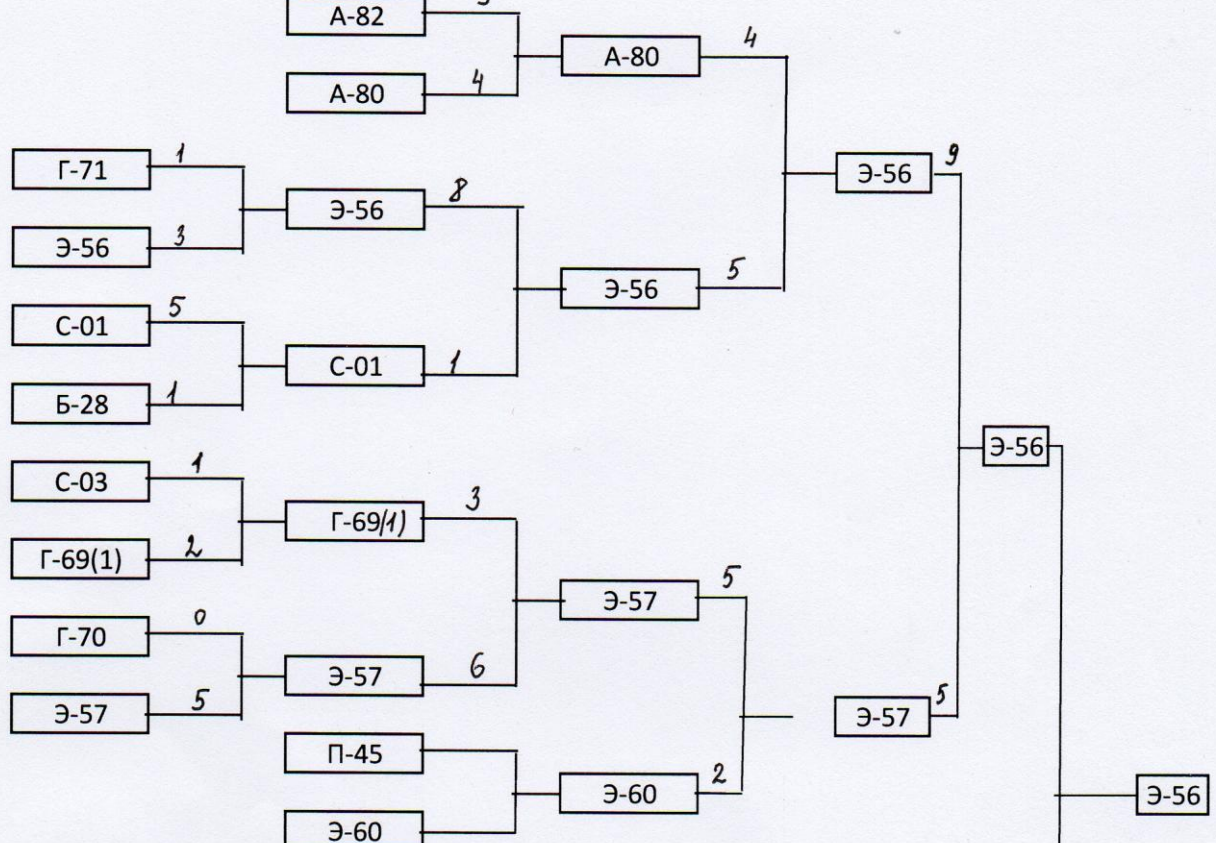 А-82
А-80 4
А-80 4
Г-71 1
Э-56 3
Э-56 8
Э-56 5
Э-56 9
С-01 5
Б-28 1
С-01 1
Э-56
С-03 1
Г-69(1) 2
Г-69(1) 3
Г-70 0
Э-57 5
Э-57 6
Э-57 5
Э-57 5
П-45
Э-60
Э-60 2
Э-56